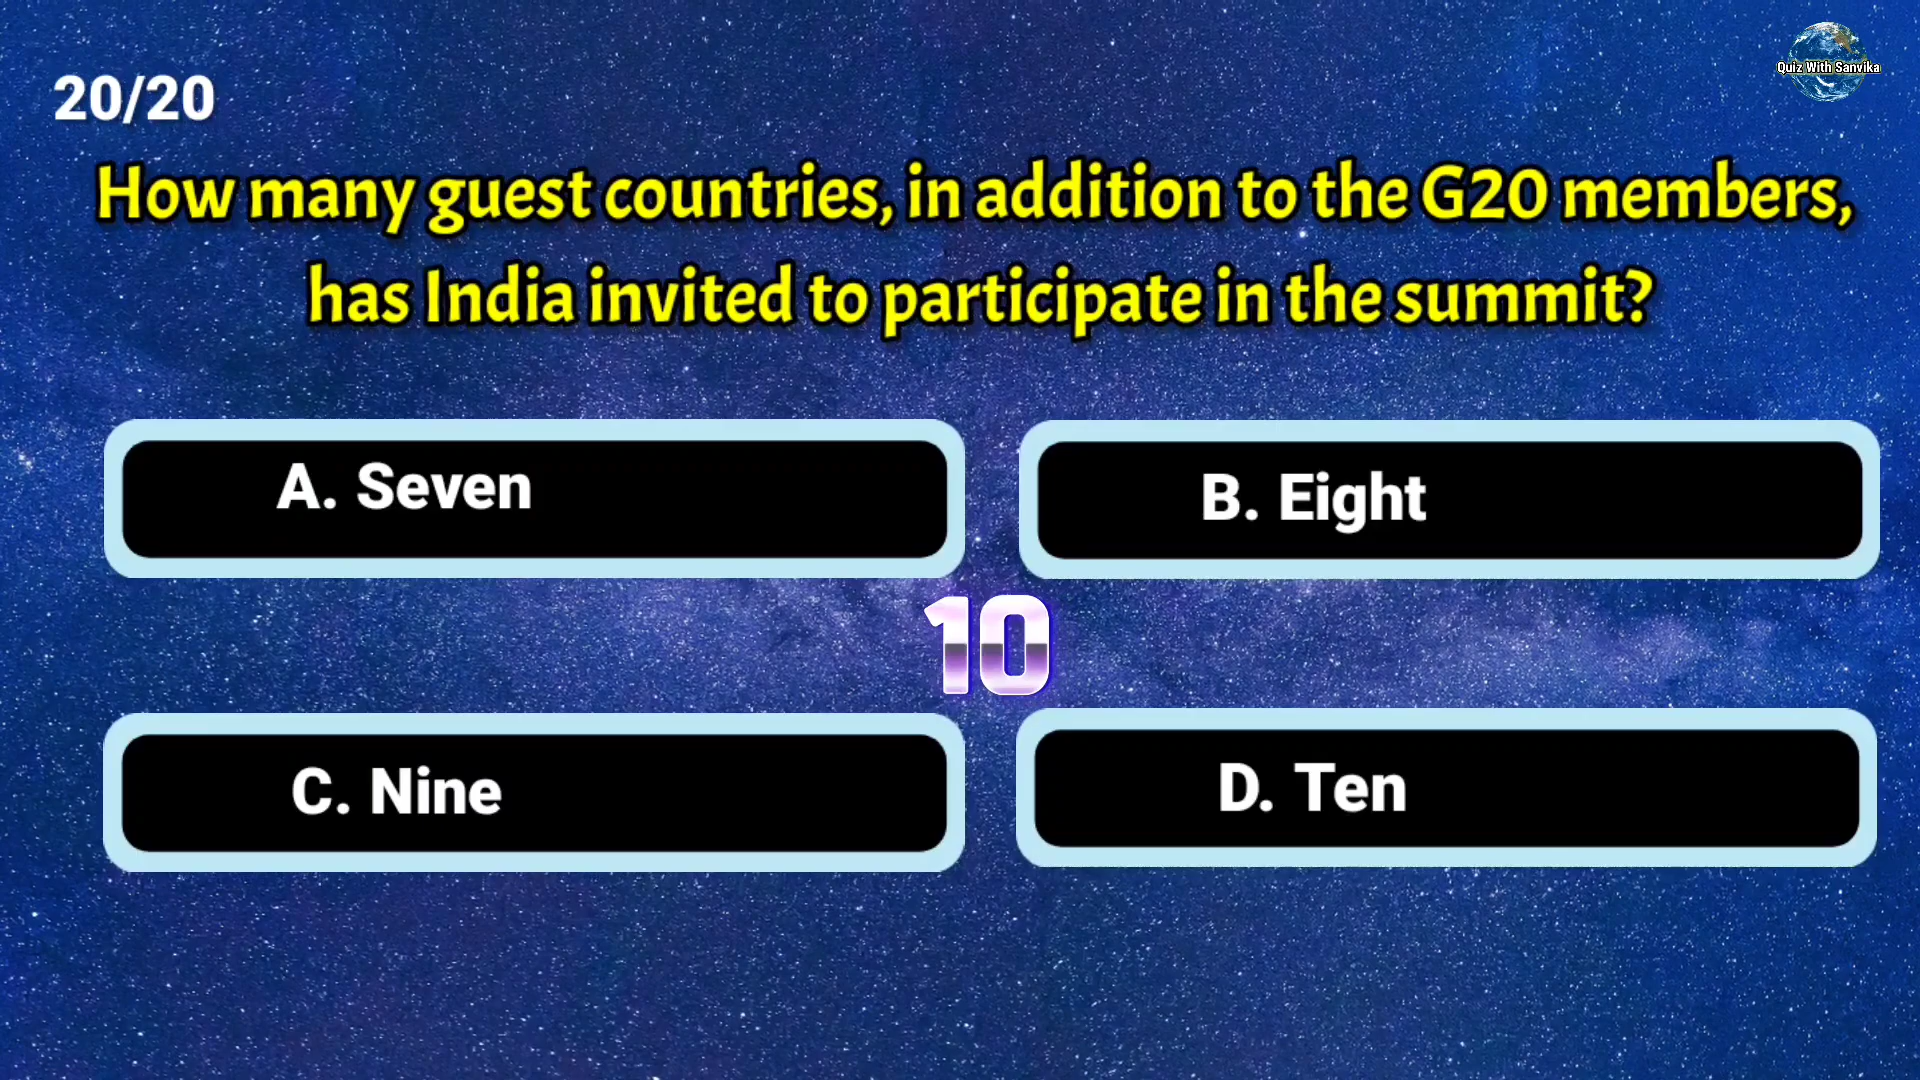 Quiz With Sanvika
20/20
How many guest countries, in addition to the G20 members,
has India invited to participate in the summit?
A. Seven
B. Eight
10
C. Nine
D. Ten